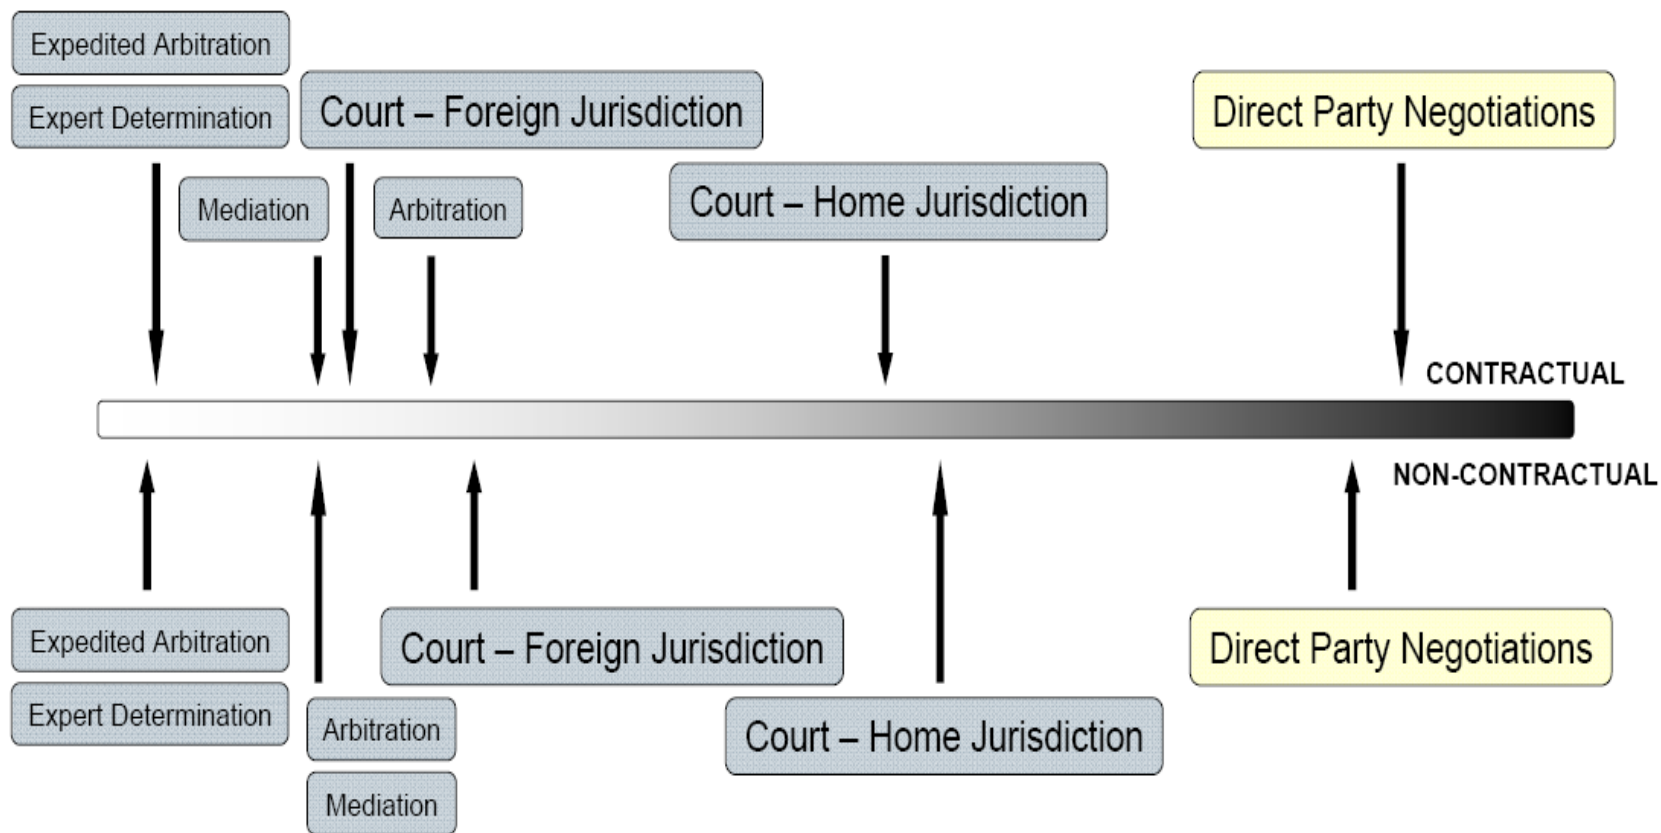 Expedited Arbitration
Expert Determination
Court – Foreign Jurisdiction
Direct Party Negotiations
Mediation
Arbitration
Court – Home Jurisdiction
CONTRACTUAL
NON-CONTRACTUAL
Expedited Arbitration
Expert Determination
Court – Foreign Jurisdiction
Direct Party Negotiations
Arbitration
Mediation
Court – Home Jurisdiction